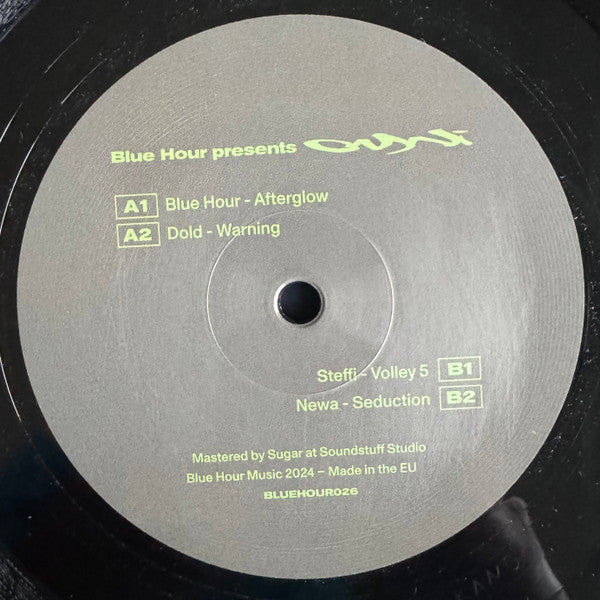 Blue Hour presents
A1 Blue Hour - Afterglow
A2 Dold - Warning
Steffi - Volley 5 B1
Newa - Seduction B2
Mastered by Sugar at Soundstuff Studio
Blue Hour Music 2024 – Made in the EU
BLUEHOUR026